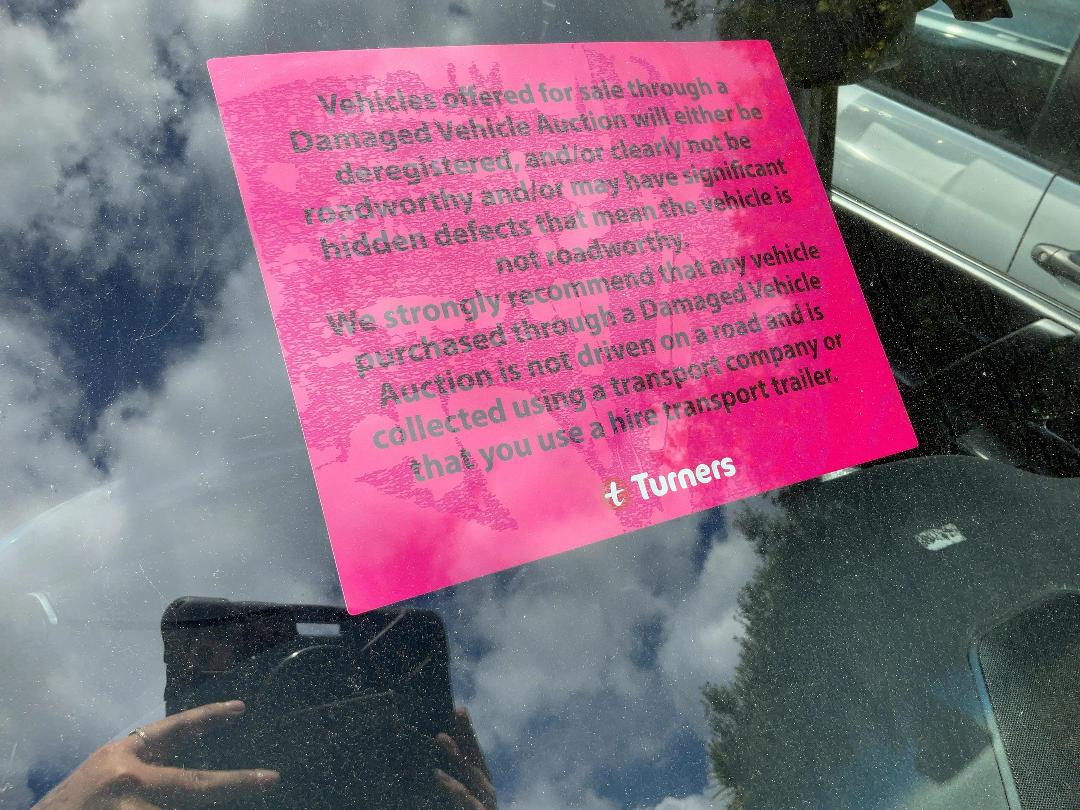 Vehicles offered for sale through a
Damaged Vehicle Auction will either be
deregistered, and/or clearly not be
roadworthy and/or may have significant
hidden defects that mean the vehicle is
not roadworthy.
We strongly recommend that any vehicle
purchased through a Damaged Vehicle
Auction is not driven on a road and is
collected using a transport company or
that you use a hire transport trailer.
t Turners